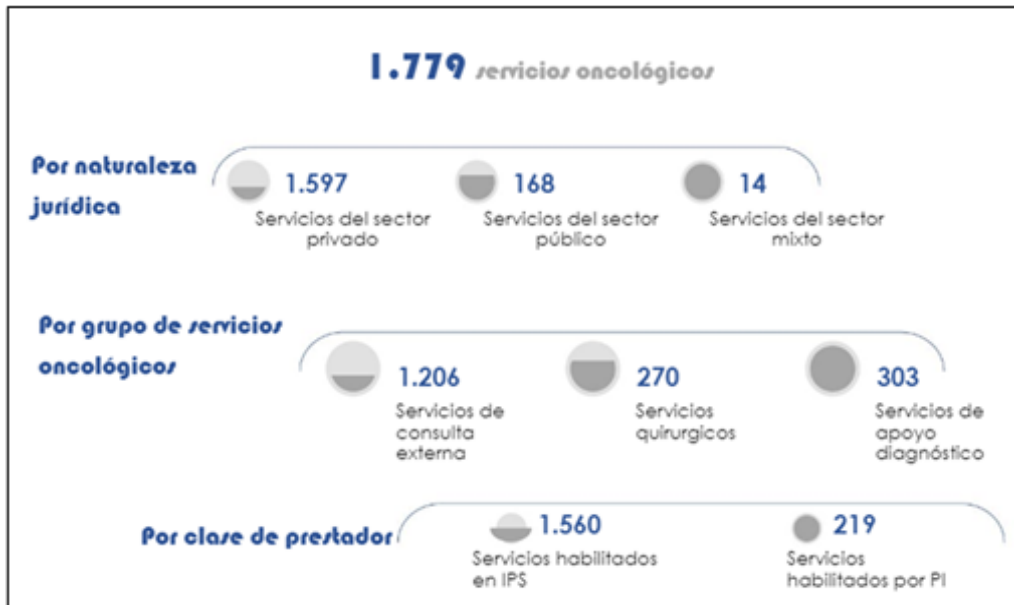 1.779 servicios oncológicos
Por naturaleza
jurídica
1.597
Servicios del sector
privado
168
Servicios del sector
público
14
Servicios del sector
mixto
Por grupo de servicios
oncológicos
1.206
Servicios de
consulta
externa
270
Servicios
quirurgicos
303
Servicios de
apoyo
diagnóstico
Por clase de prestador
1.560
Servicios habilitados
en IPS
219
Servicios
habilitados por PI